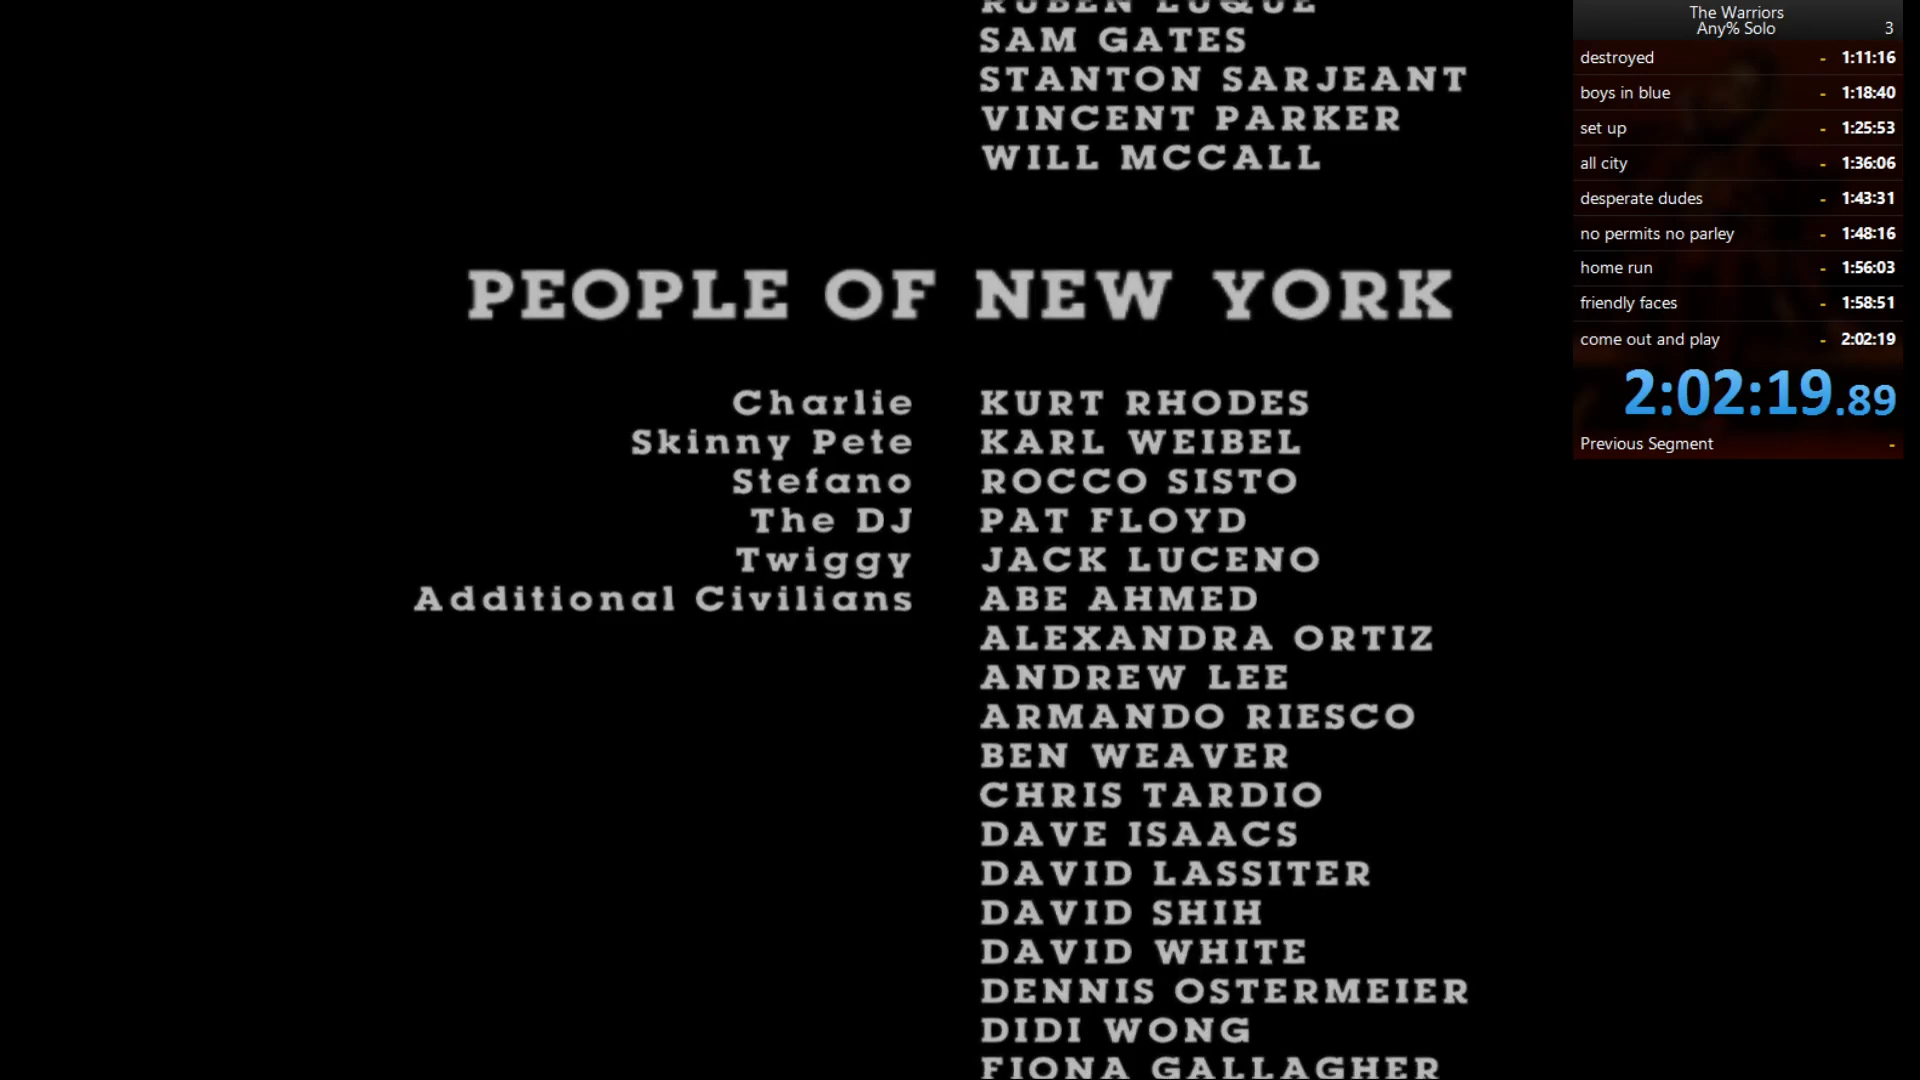 RUBEN LUQUE
SAM GATES
STANTON SARJEANT
VINCENT PARKER
WILL MCCALL
PEOPLE OF NEW YORK
Charlie KURT RHODES
Skinny Pete KARL WEIBEL
Stefano ROCCO SISTO
The DJ PAT FLOYD
Twiggy JACK LUCENO
Additional Civilians ABE AHMED
ALEXANDRA ORTIZ
ANDREW LEE
ARMANDO RIESCO
BEN WEAVER
CHRIS TARDIO
DAVE ISAACS
DAVID LASSITER
DAVID SHIH
DAVID WHITE
DENNIS OSTERMEIER
DIDI WONG
FIONA GALLAGHER
The Warriors
Any% Solo 3
destroyed - 1:11:16
boys in blue - 1:18:40
set up - 1:25:53
all city - 1:36:06
desperate dudes - 1:43:31
no permits no parley - 1:48:16
home run - 1:56:03
friendly faces - 1:58:51
come out and play - 2:02:19
2:02:19.89
Previous Segment -